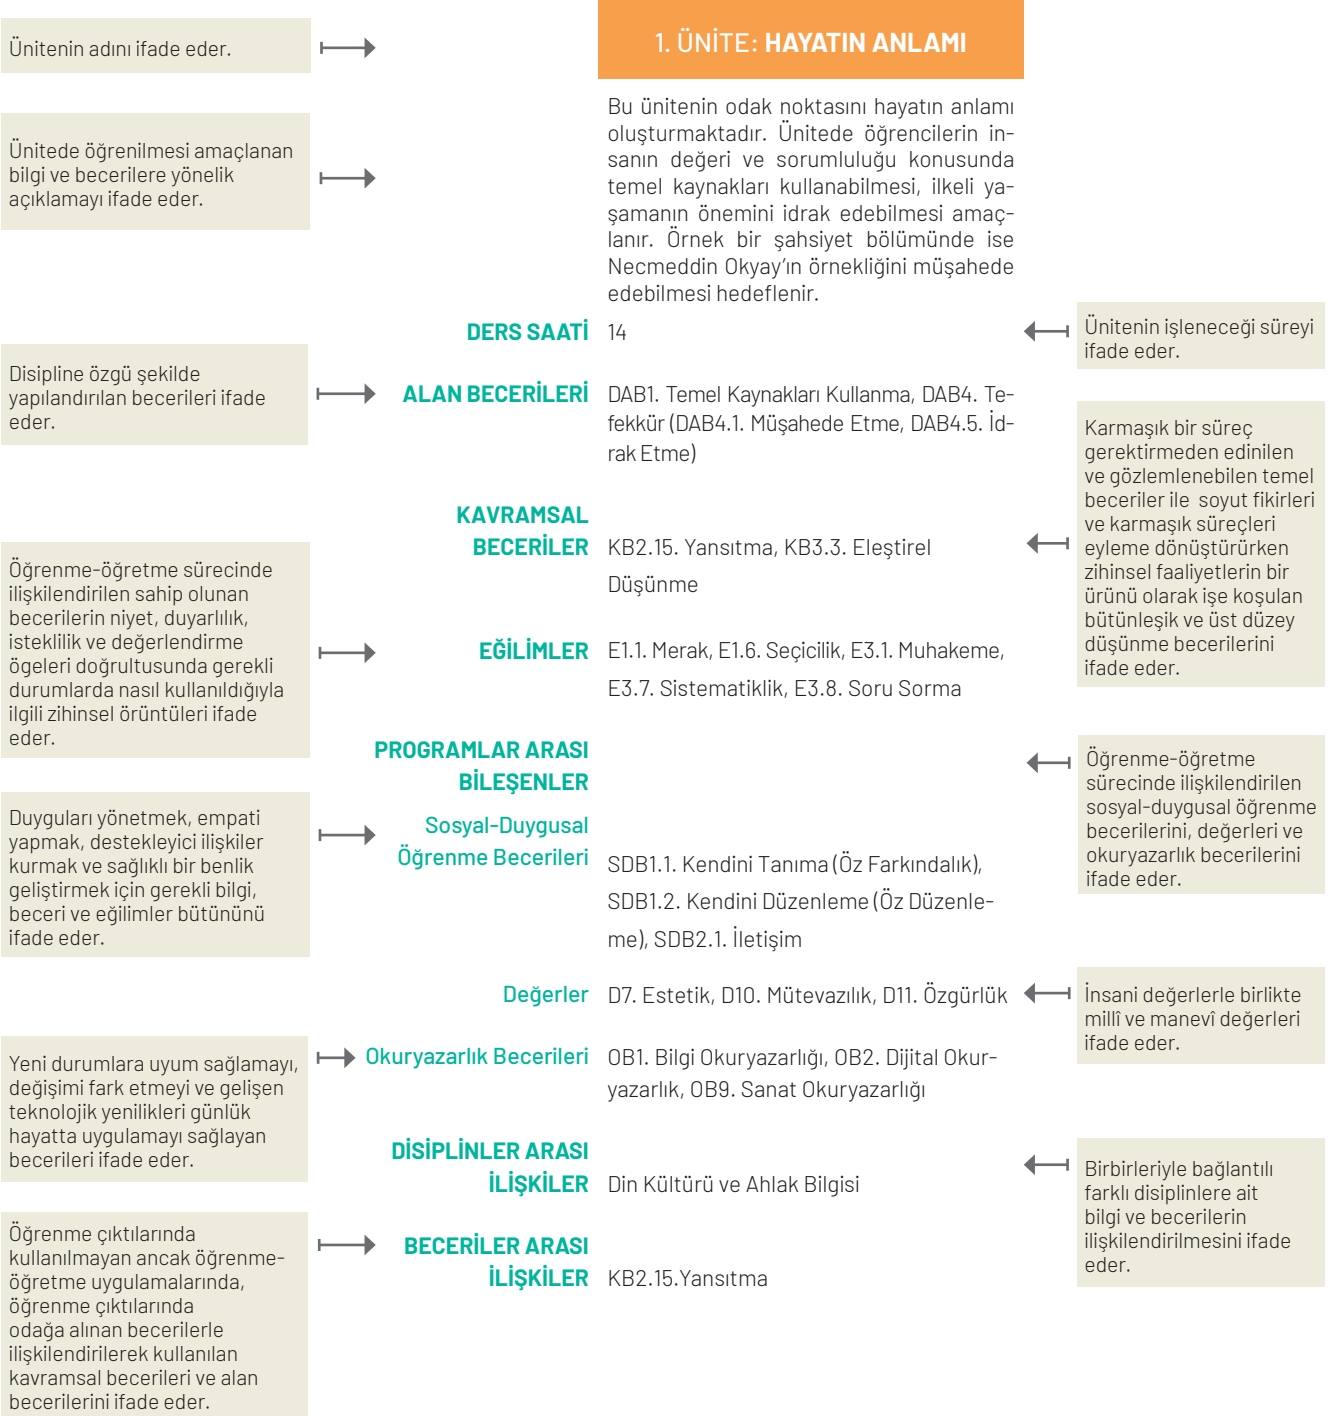 Ünitenin adını ifade eder.
1. ÜNİTE: HAYATIN ANLAMI
Ünitede öğrenilmesi amaçlanan
bilgi ve becerilere yönelik
açıklamayı ifade eder.
Bu ünitenin odak noktasını hayatın anlamı
oluşturmaktadır. Ünitede öğrencilerin in-
sanın değeri ve sorumluluğu konusunda
temel kaynakları kullanabilmesi, ilkeli ya-
şamanın önemini idrak edebilmesi amaç-
lanır. Örnek bir şahsiyet bölümünde ise
Necmeddin Okyay’ın örnekliğini müşahede
edebilmesi hedeflenir.
DERS SAATİ 14
Ünitenin işleneceği süreyi
ifade eder.
Disipline özgü şekilde
yapılandırılan becerileri ifade
eder.
ALAN BECERİLERİ DAB1. Temel Kaynakları Kullanma, DAB4. Te-
fekkür (DAB4.1. Müşahede Etme, DAB4.5. İd-
rak Etme)
Karmaşık bir süreç
gerektirmeden edinilen
ve gözlemlenebilen temel
beceriler ile soyut fikirleri
ve karmaşık süreçleri
eyleme dönüştürürken
zihinsel faaliyetlerin bir
ürünü olarak işe koşulan
bütünleşik ve üst düzey
düşünme becerilerini
ifade eder.
KAVRAMSAL
BECERİLER KB2.15. Yansıtma, KB3.3. Eleştirel
Düşünme
Öğrenme-öğretme sürecinde
ilişkilendirilen sahip olunan
becerilerin niyet, duyarlılık,
isteklilik ve değerlendirme
ögeleri doğrultusunda gerekli
durumlarda nasıl kullanıldığıyla
ilgili zihinsel örüntüleri ifade
eder.
EĞİLİMLER E1.1. Merak, E1.6. Seçicilik, E3.1. Muhakeme,
E3.7. Sistematiklik, E3.8. Soru Sorma
PROGRAMLAR ARASI
BİLEŞENLER
Öğrenme-öğretme
sürecinde ilişkilendirilen
sosyal-duygusal öğrenme
becerilerini, değerleri ve
okuryazarlık becerilerini
ifade eder.
Duyguları yönetmek, empati
yapmak, destekleyici ilişkiler
kurmak ve sağlıklı bir benlik
geliştirmek için gerekli bilgi,
beceri ve eğilimler bütününü
ifade eder.
Sosyal-Duygusal
Öğrenme Becerileri SDB1.1. Kendini Tanıma (Öz Farkındalık),
SDB1.2. Kendini Düzenleme (Öz Düzenle-
me), SDB2.1. İletişim
Değerler D7. Estetik, D10. Mütevazılık, D11. Özgürlük
İnsani değerlerle birlikte
millî ve manevî değerleri
ifade eder.
Yeni durumlara uyum sağlamayı,
değişimi fark etmeyi ve gelişen
teknolojik yenilikleri günlük
hayatta uygulamayı sağlayan
becerileri ifade eder.
Okuryazarlık Becerileri OB1. Bilgi Okuryazarlığı, OB2. Dijital Okur-
yazarlık, OB9. Sanat Okuryazarlığı
DİSİPLİNLER ARASI
İLİŞKİLER Din Kültürü ve Ahlak Bilgisi
Birbirleriyle bağlantılı
farklı disiplinlere ait
bilgi ve becerilerin
ilişkilendirilmesini ifade
eder.
Öğrenme çıktılarında
kullanılmayan ancak öğrenme-
öğretme uygulamalarında,
öğrenme çıktılarında
odağa alınan becerilerle
ilişkilendirilerek kullanılan
kavramsal becerileri ve alan
becerilerini ifade eder.
BECERİLER ARASI
İLİŞKİLER KB2.15.Yansıtma